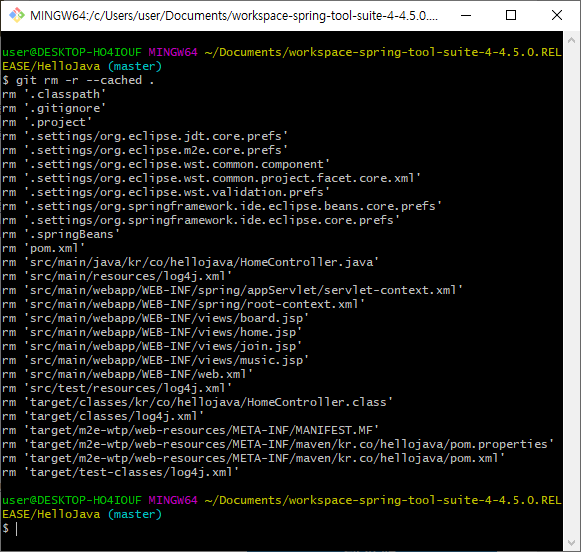 MINGW64:/c/Users/user/Documents/workspace-spring-tool-suite-4-4.5.0....
user@DESKTOP-HO4IOUF MINGW64 ~/Documents/workspace-spring-tool-suite-4-4.5.0.REL
EASE/HelloJava (master)
$ git rm -r --cached .
rm '.classpath'
rm '.gitignore'
rm '.project'
rm '.settings/org.eclipse.jdt.core.prefs'
rm '.settings/org.eclipse.m2e.core.prefs'
rm '.settings/org.eclipse.wst.common.component'
rm '.settings/org.eclipse.wst.common.project.facet.core.xml'
rm '.settings/org.eclipse.wst.validation.prefs'
rm '.settings/org.springframework.ide.eclipse.beans.core.prefs'
rm '.settings/org.springframework.ide.eclipse.core.prefs'
rm '.springBeans'
rm 'pom.xml'
rm 'src/main/java/kr/co/hellojava/HomeController.java'
rm 'src/main/resources/log4j.xml'
rm 'src/main/webapp/WEB-INF/spring/appServlet/servlet-context.xml'
rm 'src/main/webapp/WEB-INF/spring/root-context.xml'
rm 'src/main/webapp/WEB-INF/views/board.jsp'
rm 'src/main/webapp/WEB-INF/views/home.jsp'
rm 'src/main/webapp/WEB-INF/views/join.jsp'
rm 'src/main/webapp/WEB-INF/views/music.jsp'
rm 'src/main/webapp/WEB-INF/web.xml'
rm 'src/test/resources/log4j.xml'
rm 'target/classes/kr/co/hellojava/HomeController.class'
rm 'target/classes/log4j.xml'
rm 'target/m2e-wtp/web-resources/META-INF/MANIFEST.MF'
rm 'target/m2e-wtp/web-resources/META-INF/maven/kr.co/hellojava/pom.properties'
rm 'target/m2e-wtp/web-resources/META-INF/maven/kr.co/hellojava/pom.xml'
rm 'target/test-classes/log4j.xml'
user@DESKTOP-HO4IOUF MINGW64 ~/Documents/workspace-spring-tool-suite-4-4.5.0.REL
EASE/HelloJava (master)
$